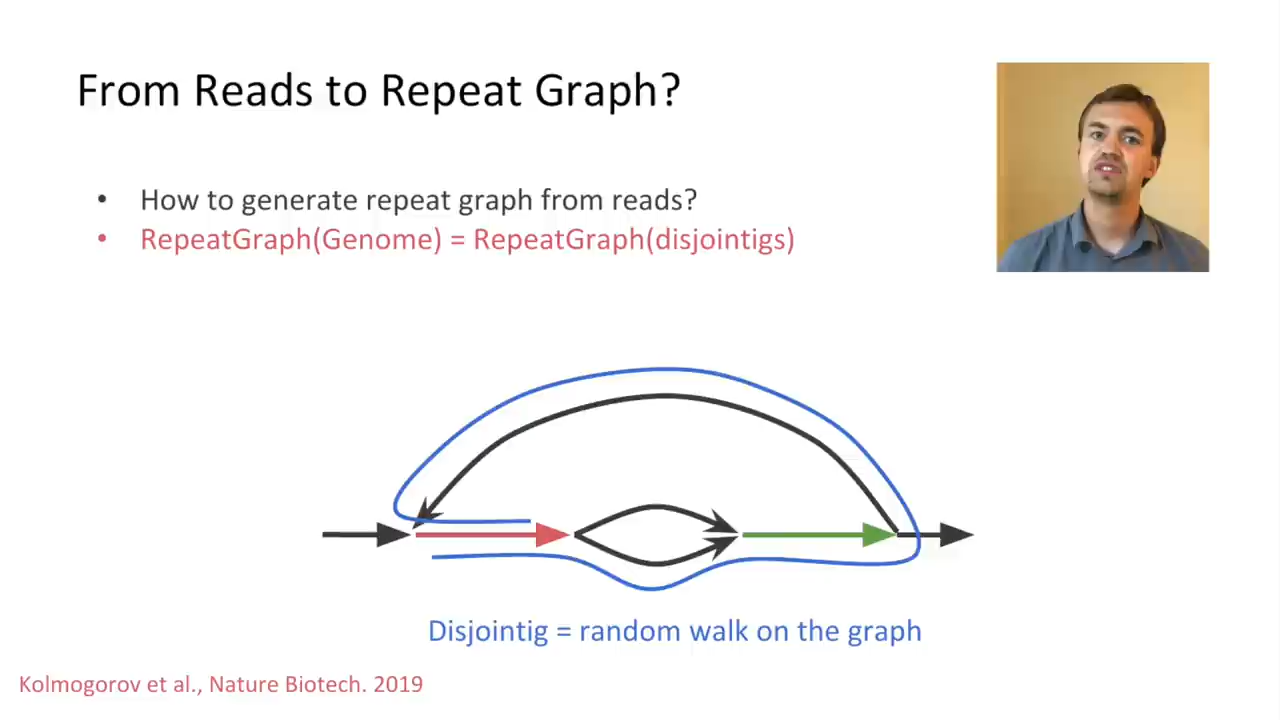 From Reads to Repeat Graph?
• How to generate repeat graph from reads?
• RepeatGraph(Genome) = RepeatGraph(disjointigs)
Disjointig = random walk on the graph
Kolmogorov et al., Nature Biotech. 2019